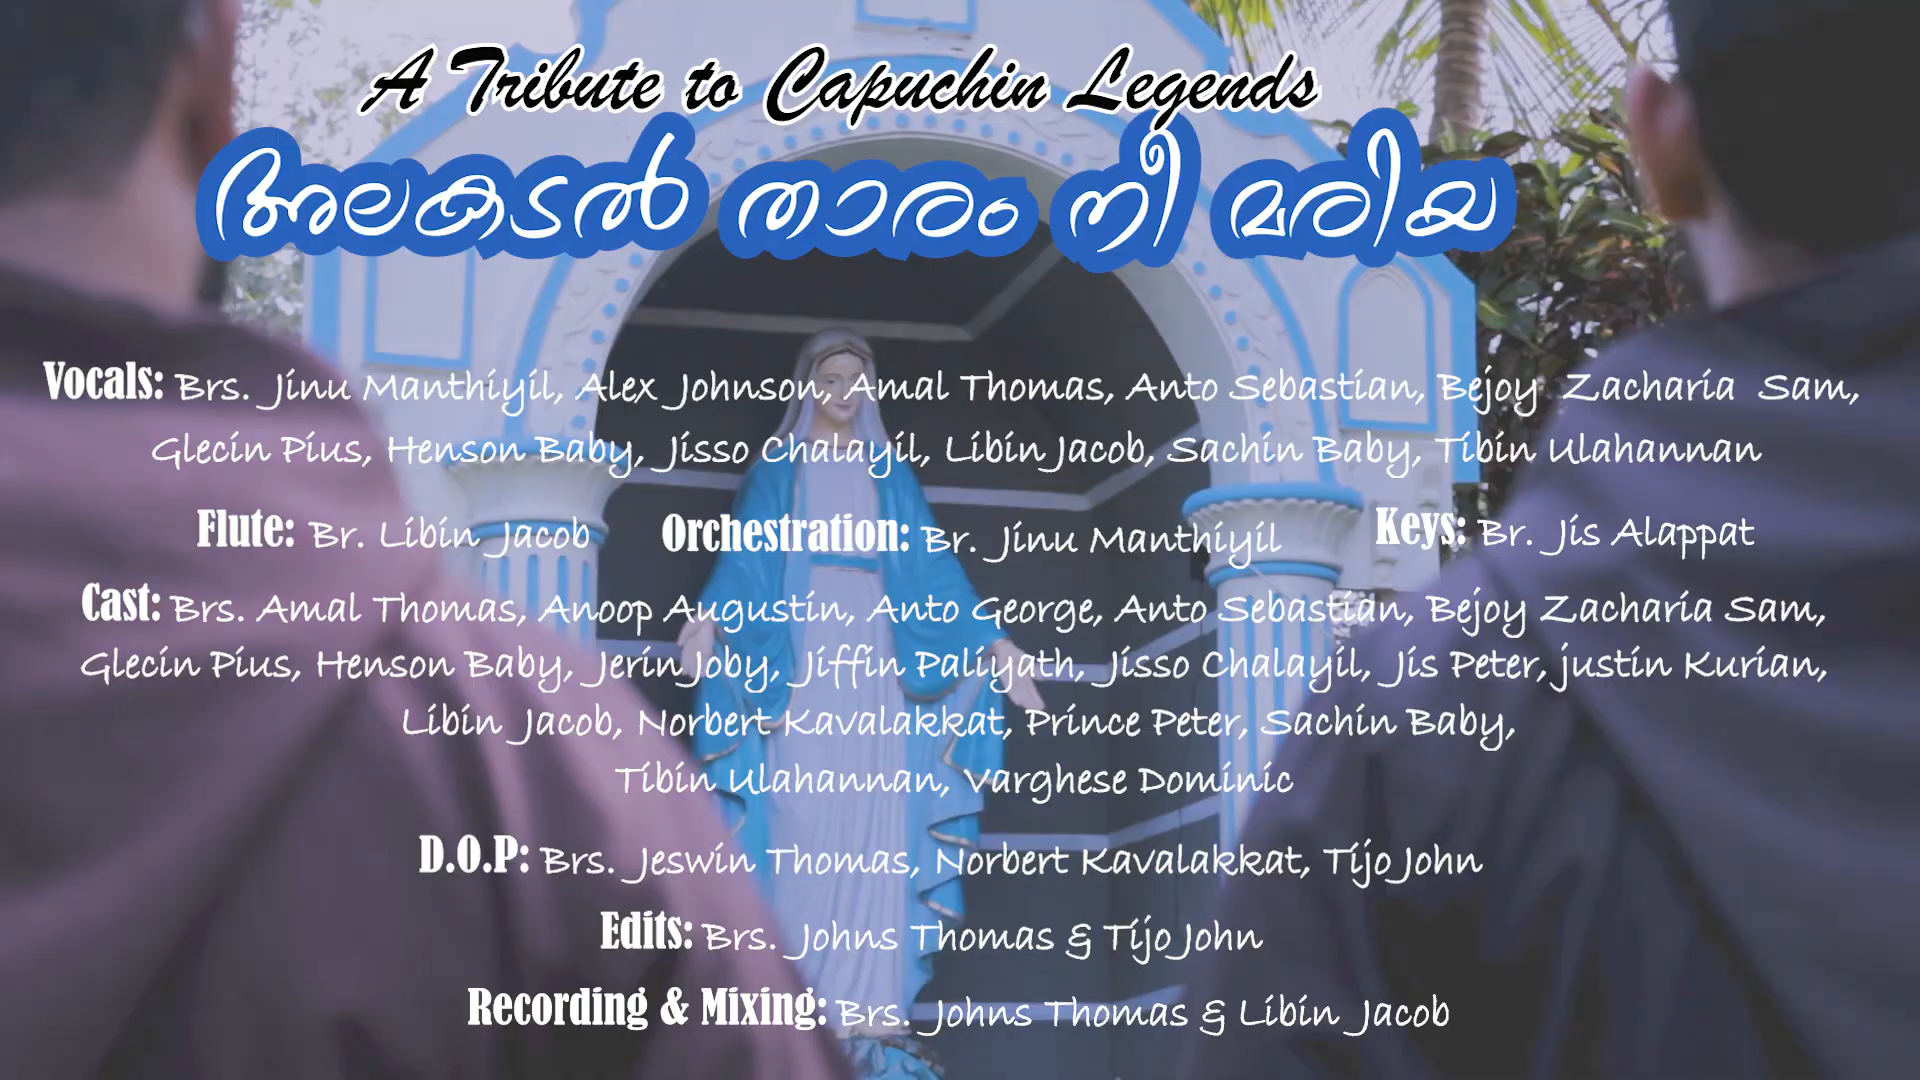 A Tribute to Capuchin Legends
അലകടൽ താരം നീ മരിയ
Vocals: Brs. Jinu Manthiyil, Alex Johnson, Amal Thomas, Anto Sebastian, Bejoy Zacharia Sam,
Glecin Pius, Henson Baby, Jisso Chalayil, Libin Jacob, Sachin Baby, Tibin Ulahannan
Flute: Br. Libin Jacob Orchestration: Br. Jinu Manthiyil Keys: Br. Jis Alappat
Cast: Brs. Amal Thomas, Anoop Augustin, Anto George, Anto Sebastian, Bejoy Zacharia Sam,
Glecin Pius, Henson Baby, Jerin Joby, Jiffin Paliyath, Jisso Chalayil, Jis Peter, justin Kurian,
Libin Jacob, Norbert Kavalakkat, Prince Peter, Sachin Baby,
Tibin Ulahannan, Varghese Dominic
D.O.P: Brs. Jeswin Thomas, Norbert Kavalakkat, Tijo John
Edits: Brs. Johns Thomas & Tijo John
Recording & Mixing: Brs. Johns Thomas & Libin Jacob